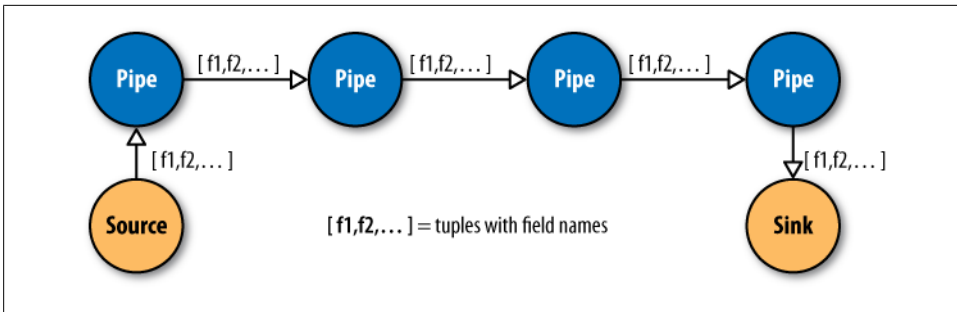 [ f1,f2,... ] [ f1,f2,... ] [ f1,f2,... ]
Pipe Pipe Pipe Pipe
[ f1,f2,... ] [ f1,f2,... ]
Source [ f1,f2,... ] = tuples with field names Sink